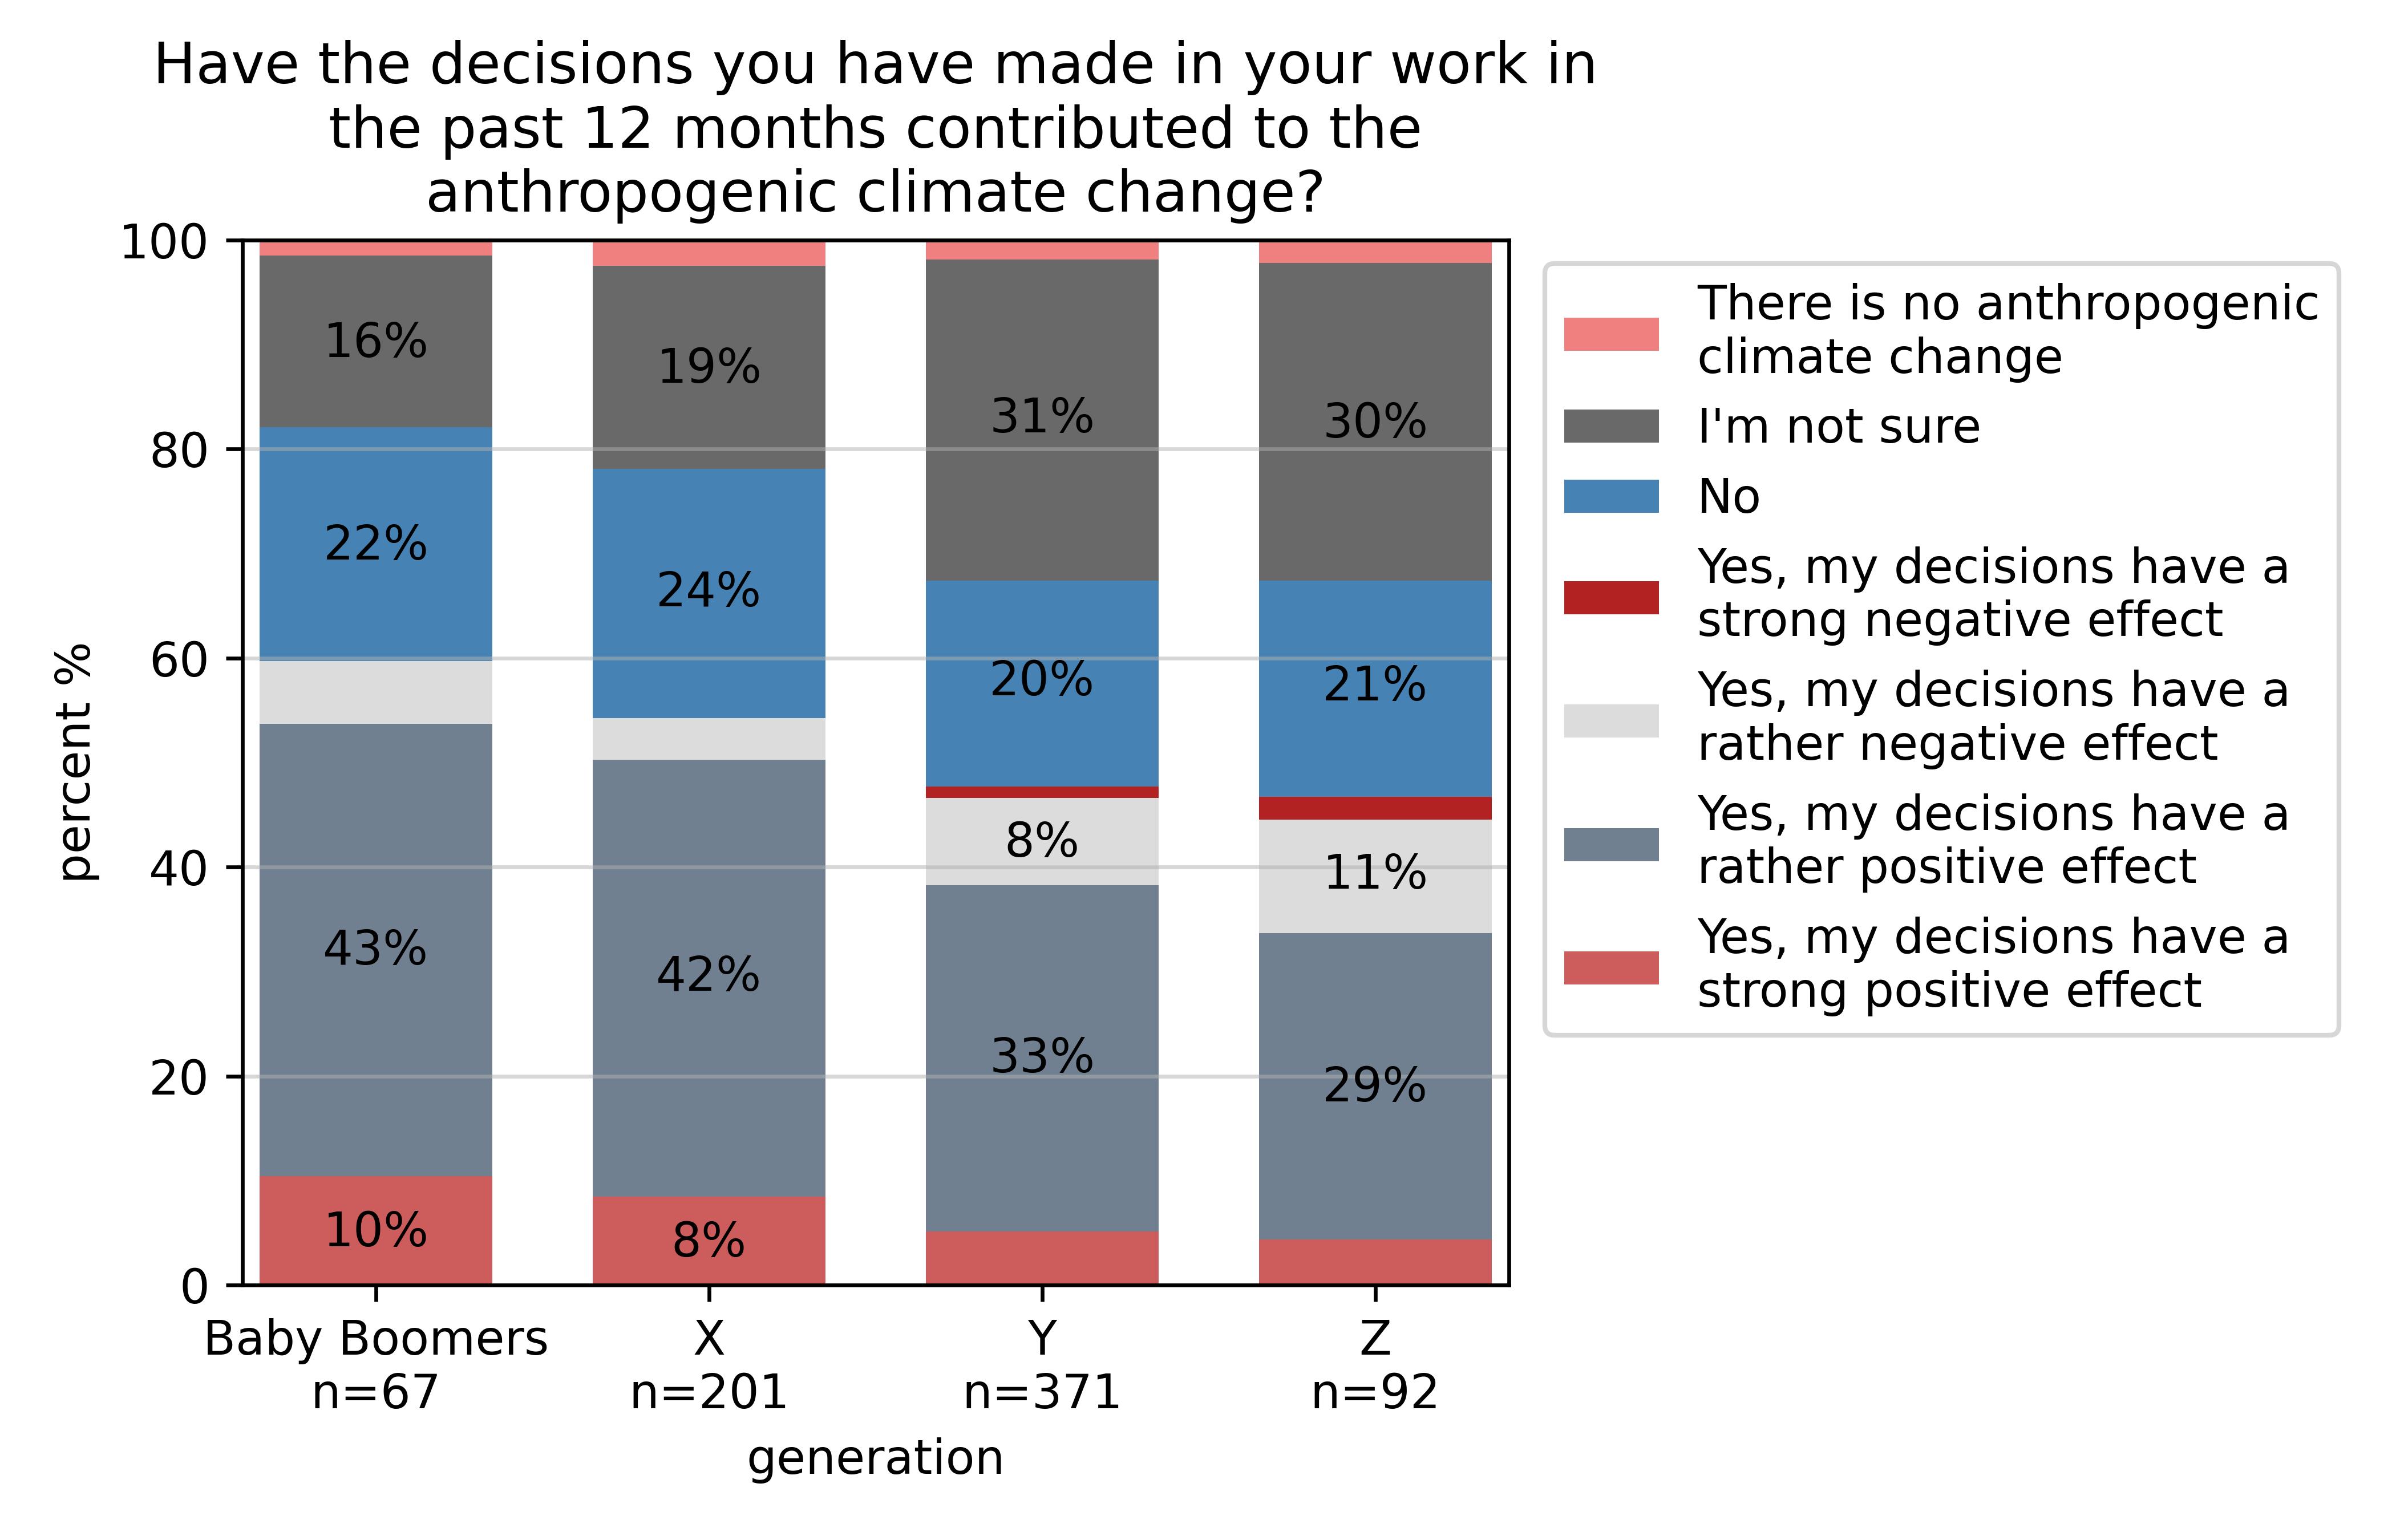 Have the decisions you have made in your work in
the past 12 months contributed to the
anthropogenic climate change?
percent %
100
80
60
40
20
0
16%
22%
43%
10%
19%
24%
42%
8%
31%
20%
8%
33%
30%
21%
11%
29%
Baby Boomers
n=67
X
n=201
Y
n=371
Z
n=92
generation
There is no anthropogenic
climate change
I'm not sure
No
Yes, my decisions have a
strong negative effect
Yes, my decisions have a
rather negative effect
Yes, my decisions have a
rather positive effect
Yes, my decisions have a
strong positive effect